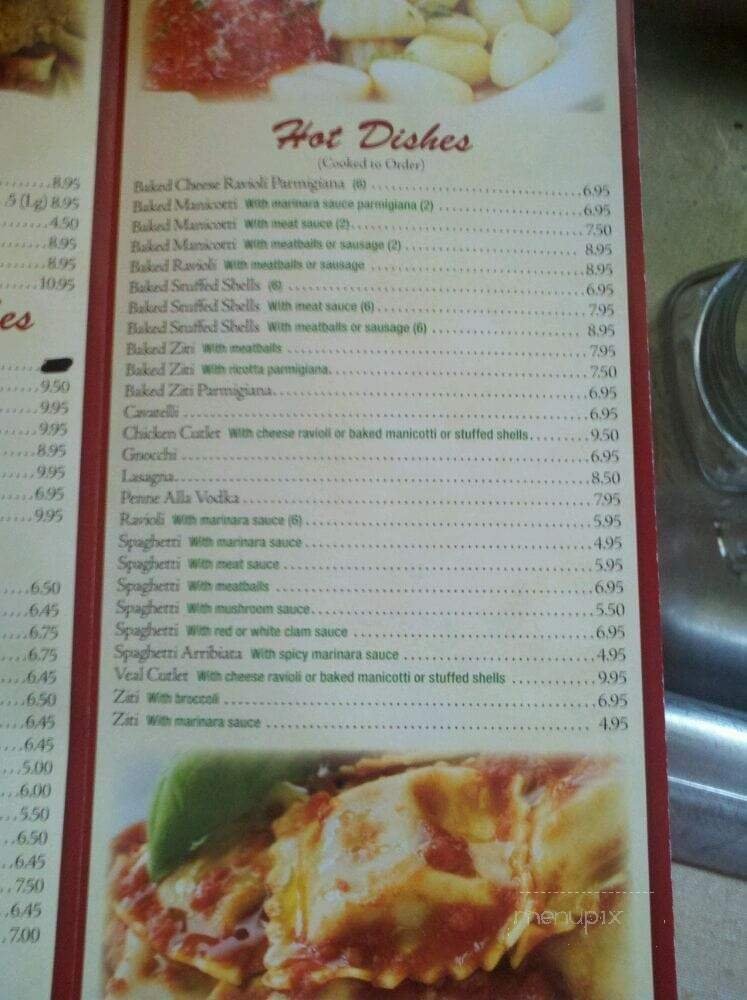 8.95
.5 (Lg) 8.95
4.50
8.95
8.95
10.95
es
9.50
9.95
9.95
8.95
9.95
6.95
9.95
6.50
6.45
6.75
6.75
6.45
6.50
6.45
6.45
5.00
6.00
5.50
6.50
6.45
7.50
6.45
7.00
Hot Dishes
(Cooked to Order)
Baked Cheese Ravioli Parmigiana (6) 6.95
Baked Manicotti With marinara sauce parmigiana (2) 6.95
Baked Manicotti With meat sauce (2) 7.50
Baked Manicotti With meatballs or sausage (2) 8.95
Baked Ravioli With meatballs or sausage 8.95
Baked Stuffed Shells (6) 6.95
Baked Stuffed Shells With meat sauce (6) 7.95
Baked Stuffed Shells With meatballs or sausage (6) 8.95
Baked Ziti With meatballs 7.95
Baked Ziti With ricotta parmigiana 7.50
Baked Ziti Parmigiana 6.95
Cavatelli 6.95
Chicken Cutlet With cheese ravioli or baked manicotti or stuffed shells 9.50
Gnocchi 6.95
Lasagna 8.50
Penne Alla Vodka 7.95
Ravioli With marinara sauce (6) 5.95
Spaghetti With marinara sauce 4.95
Spaghetti With meat sauce 5.95
Spaghetti With meatballs 6.95
Spaghetti With mushroom sauce 5.50
Spaghetti With red or white clam sauce 6.95
Spaghetti Arribiata With spicy marinara sauce 4.95
Veal Cutlet With cheese ravioli or baked manicotti or stuffed shells 9.95
Ziti With broccoli 6.95
Ziti With marinara sauce 4.95
menupix